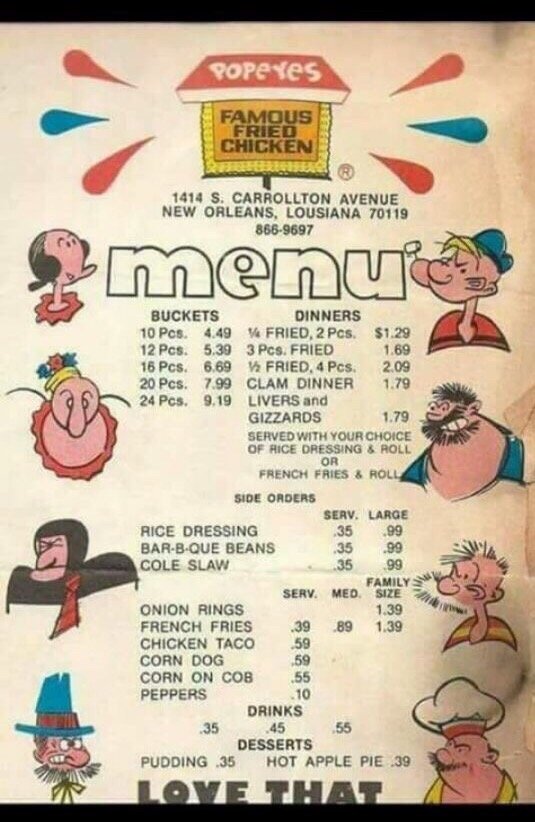 POPEYES
FAMOUS
FRIED
CHICKEN
®
1414 S. CARROLLTON AVENUE
NEW ORLEANS, LOUSIANA 70119
866-9697
menu
BUCKETS DINNERS
10 Pcs. 4.49 ¼ FRIED, 2 Pcs. $1.29
12 Pcs. 5.39 3 Pcs. FRIED 1.69
16 Pcs. 6.69 ½ FRIED, 4 Pcs. 2.09
20 Pcs. 7.99 CLAM DINNER 1.79
24 Pcs. 9.19 LIVERS and
GIZZARDS 1.79
SERVED WITH YOUR CHOICE
OF RICE DRESSING & ROLL
OR
FRENCH FRIES & ROLL
SIDE ORDERS
SERV. LARGE
RICE DRESSING .35 .99
BAR-B-QUE BEANS .35 .99
COLE SLAW .35 .99
FAMILY
SERV. MED. SIZE
ONION RINGS 1.39
FRENCH FRIES .39 .89 1.39
CHICKEN TACO .59
CORN DOG .59
CORN ON COB .55
PEPPERS .10
DRINKS
.35 .45 .55
DESSERTS
PUDDING .35 HOT APPLE PIE .39
LOVE THAT